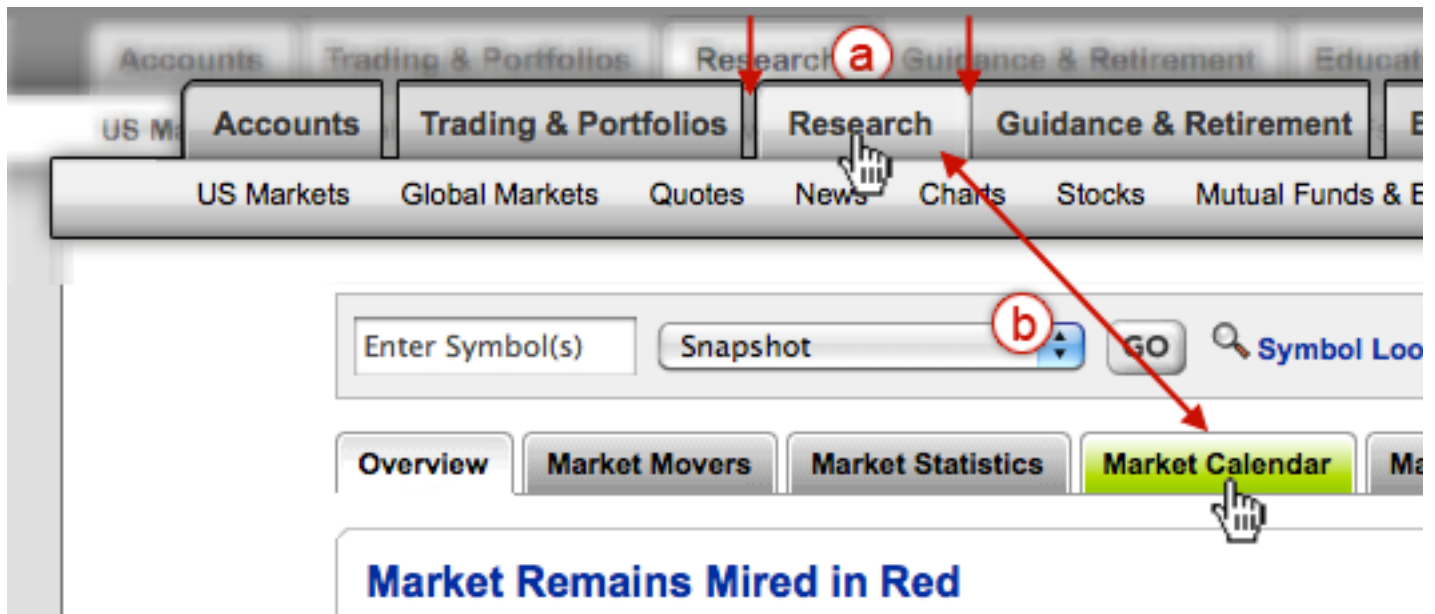 Accounts Trading & Portfolios Research a Guidance & Retirement Educat
US M
Accounts Trading & Portfolios Research Guidance & Retirement E
US Markets Global Markets Quotes News Charts Stocks Mutual Funds & E
Enter Symbol(s) Snapshot b GO Symbol Loo
Overview Market Movers Market Statistics Market Calendar Ma
Market Remains Mired in Red